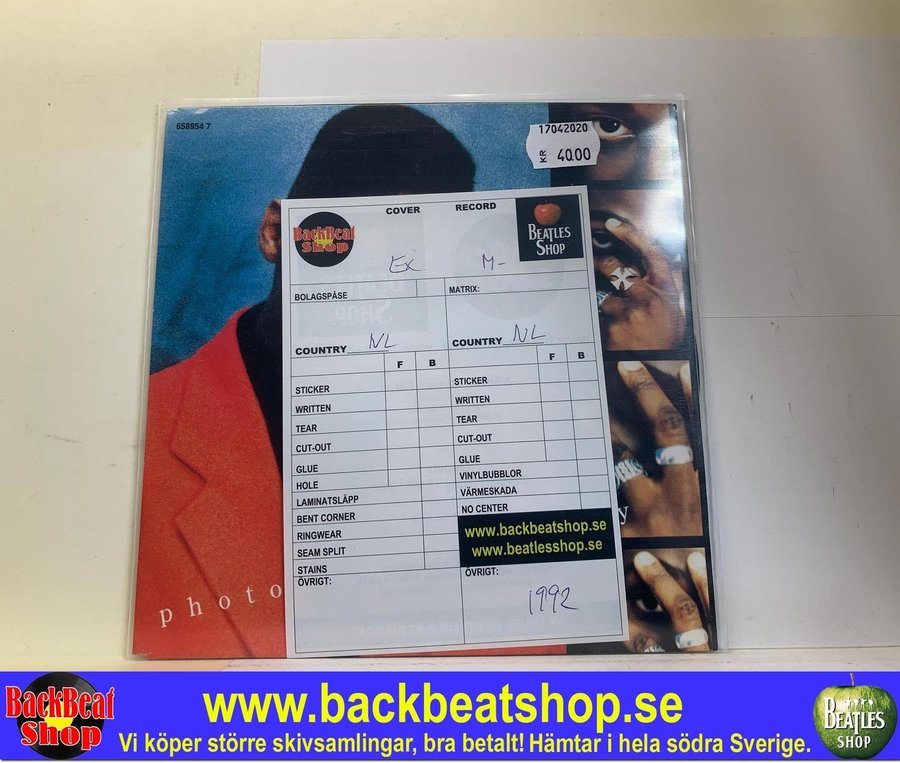 658954 7
17042020
KR 40.00
BackBeat Shop
COVER RECORD
BEATLES SHOP
Ex M-
BOLAGSPÅSE MATRIX:
COUNTRY NL COUNTRY NL
F B F B
STICKER STICKER
WRITTEN WRITTEN
TEAR TEAR
CUT-OUT CUT-OUT
GLUE GLUE
HOLE VINYLBUBBLOR
LAMINATSLÄPP VÄRMESKADA
BENT CORNER NO CENTER
RINGWEAR www.backbeatshop.se
SEAM SPLIT www.beatlesshop.se
STAINS
ÖVRIGT: ÖVRIGT:
1992
photo
y
BackBeat Shop
www.backbeatshop.se
Vi köper större skivsamlingar, bra betalt! Hämtar i hela södra Sverige.
BEATLES SHOP